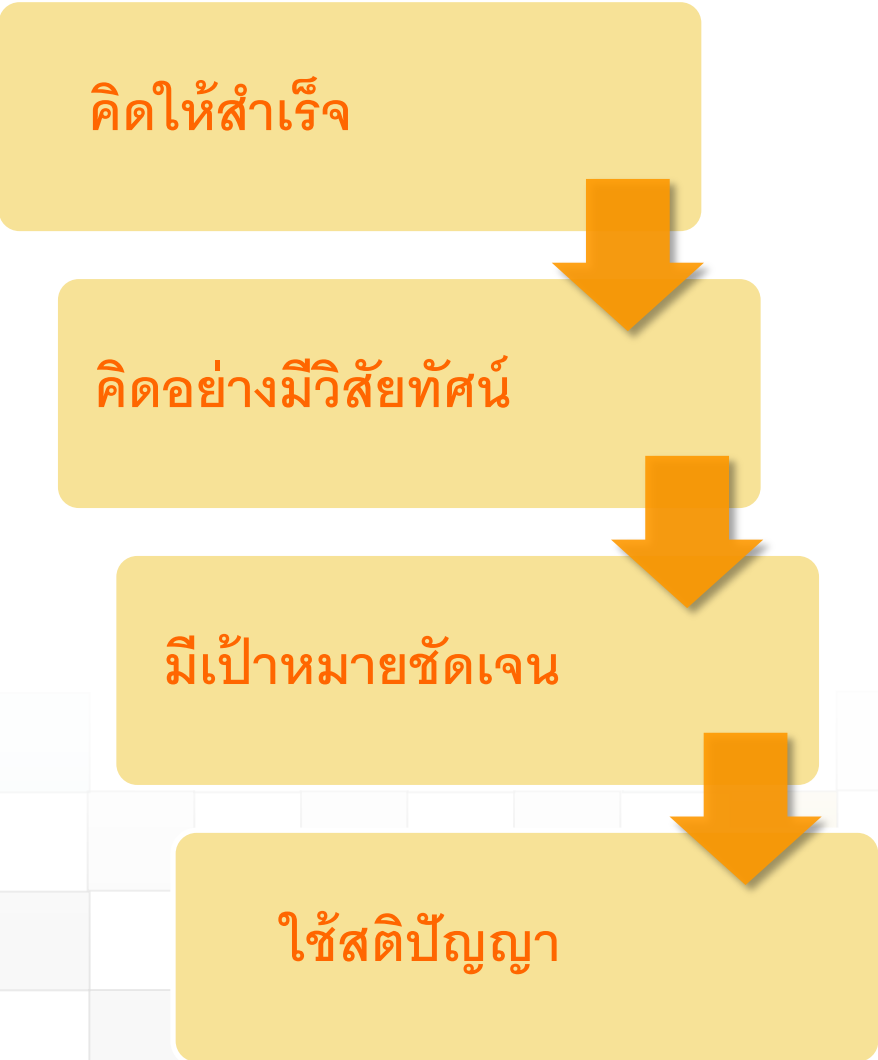 คิดให้สำเร็จ
คิดอย่างมีวิสัยทัศน์
มีเป้าหมายชัดเจน
ใช้สติปัญญา